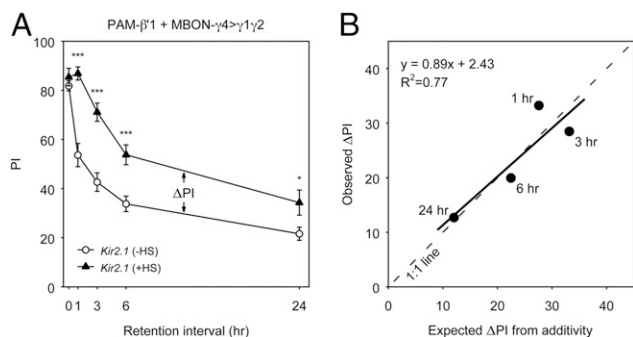 A
PAM-β'1 + MBON-γ4>γ1γ2
PI
100
80
60
40
20
0
***
***
***
*
ΔPI
Kir2.1 (-HS)
Kir2.1 (+HS)
0 1 3 6 24
Retention interval (hr)
B
Observed ΔPI
40
30
20
10
0
y = 0.89x + 2.43
R²=0.77
1 hr
3 hr
6 hr
24 hr
1:1 line
0 10 20 30 40
Expected ΔPI from additivity